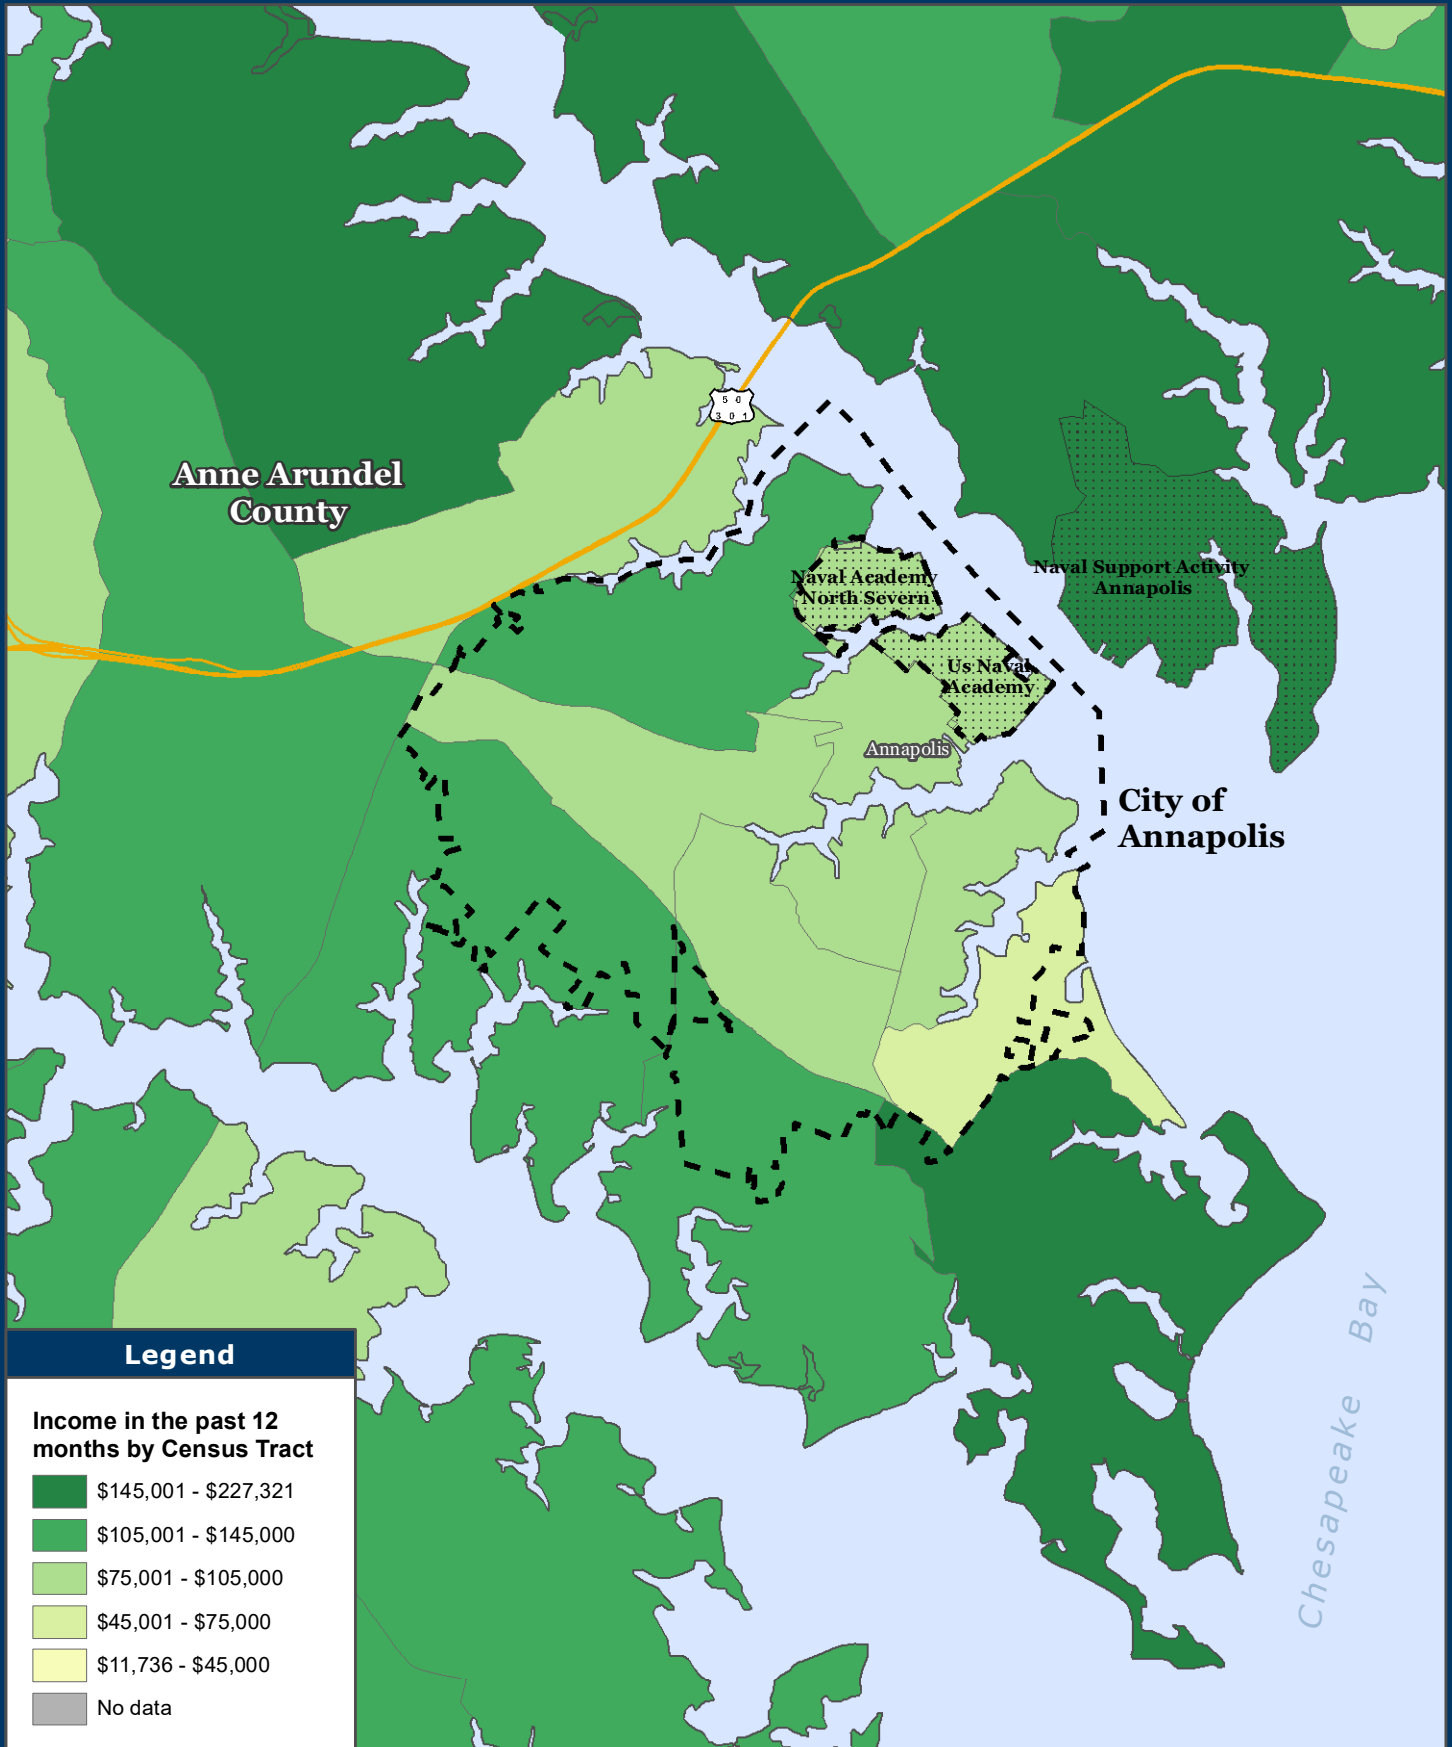 50
301
Anne Arundel
County
Naval Academy
North Severn
Naval Support Activity
Annapolis
Us Naval
Academy
Annapolis
City of
Annapolis
Chesapeake Bay
Legend
Income in the past 12
months by Census Tract
$145,001 - $227,321
$105,001 - $145,000
$75,001 - $105,000
$45,001 - $75,000
$11,736 - $45,000
No data